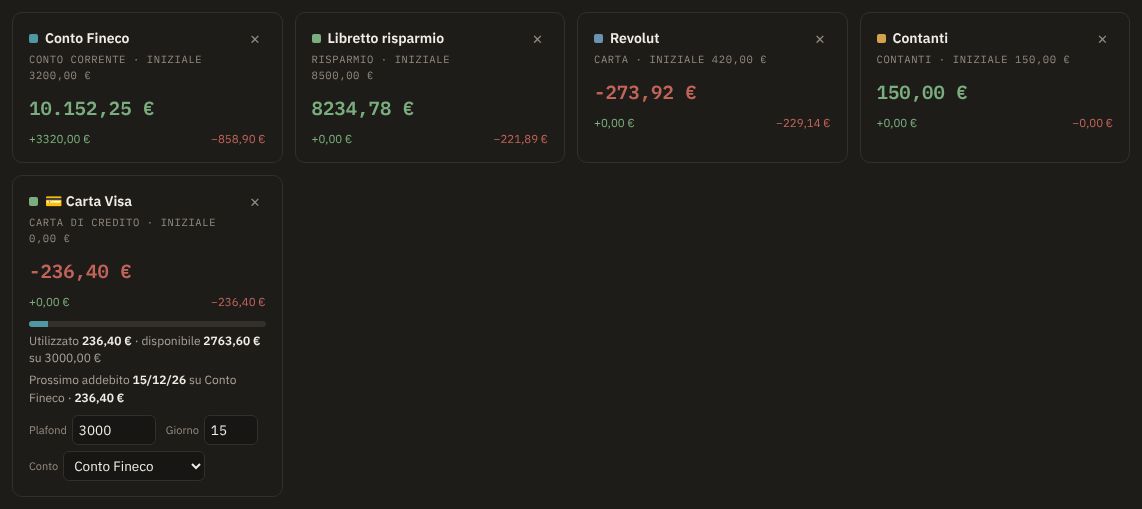 Conto Fineco ×
CONTO CORRENTE · INIZIALE
3200,00 €
10.152,25 €
+3320,00 € −858,90 €
Libretto risparmio ×
RISPARMIO · INIZIALE
8500,00 €
8234,78 €
+0,00 € −221,89 €
Revolut ×
CARTA · INIZIALE 420,00 €
-273,92 €
+0,00 € −229,14 €
Contanti ×
CONTANTI · INIZIALE 150,00 €
150,00 €
+0,00 € −0,00 €
💳 Carta Visa ×
CARTA DI CREDITO · INIZIALE
0,00 €
-236,40 €
+0,00 € −236,40 €
Utilizzato 236,40 € · disponibile 2763,60 €
su 3000,00 €
Prossimo addebito 15/12/26 su Conto
Fineco · 236,40 €
Plafond 3000 Giorno 15
Conto Conto Fineco